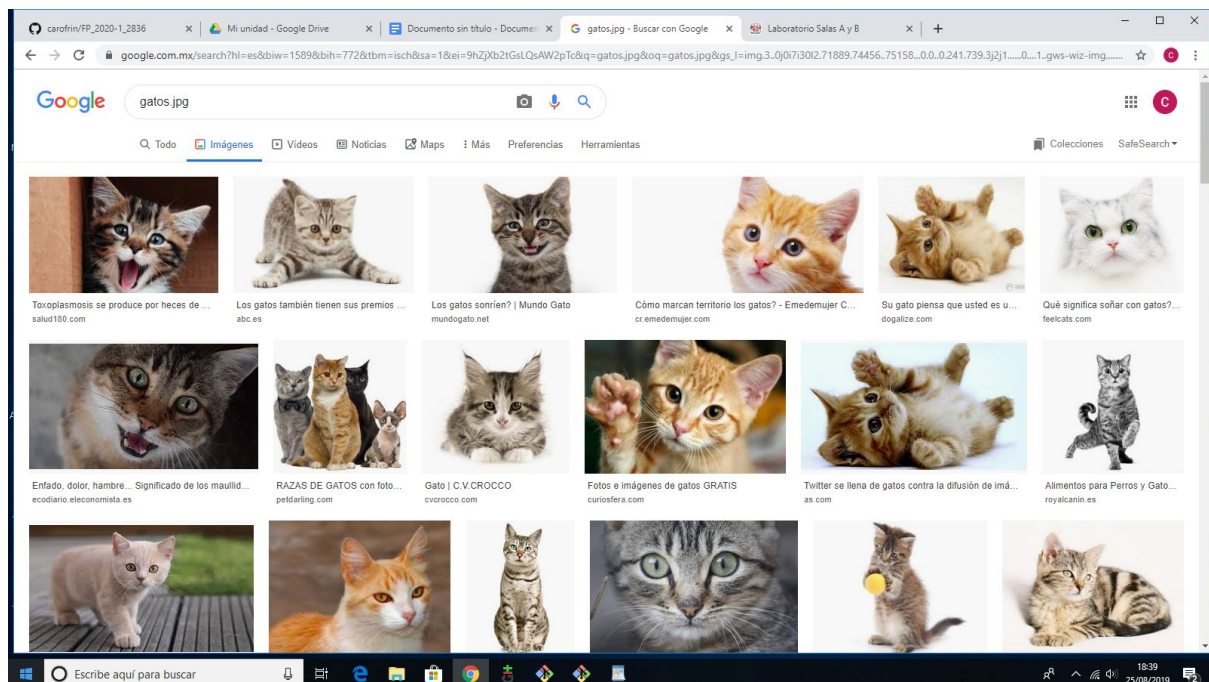 carofrin/FP_2020-1_2836
Mi unidad - Google Drive
Documento sin título - Documen
gatos.jpg - Buscar con Google
Laboratorio Salas A y B
google.com.mx/search?hl=es&biw=1589&bih=772&tbm=isch&sa=1&ei=9hZjXb2tGsLQsAW2pTc&q=gatos.jpg&oq=gatos.jpg&gs_l=img.3..0j0i7i30l2.71889.74456..75158...0.0..0.241.739.3j2j1......0....1..gws-wiz-img.......
C
Google
gatos.jpg
C
Todo
Imágenes
Vídeos
Noticias
Maps
Más
Preferencias
Herramientas
Colecciones
SafeSearch
Toxoplasmosis se produce por heces de ...
salud180.com
Los gatos también tienen sus premios ...
abc.es
Los gatos sonríen? | Mundo Gato
mundogato.net
Cómo marcan territorio los gatos? - Emedemujer C...
cr.emedemujer.com
Su gato piensa que usted es u...
dogalize.com
Qué significa soñar con gatos?...
feelcats.com
Enfado, dolor, hambre... Significado de los maullid...
ecodiario.eleconomista.es
RAZAS DE GATOS con foto...
petdarling.com
Gato | C.V.CROCCO
cvcrocco.com
Fotos e imágenes de gatos GRATIS
curiosfera.com
Twitter se llena de gatos contra la difusión de imá...
as.com
Alimentos para Perros y Gato...
royalcanin.es
Escribe aquí para buscar
18:39
25/08/2019